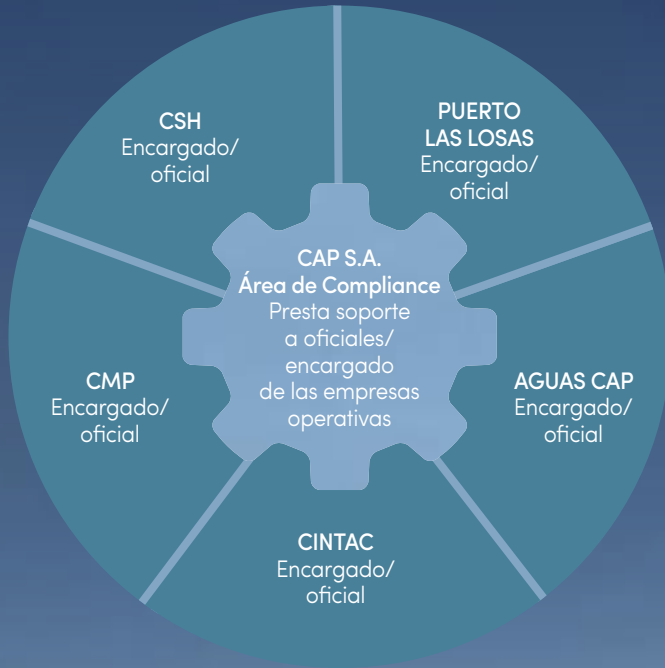 CSH
Encargado/
oficial
PUERTO
LAS LOSAS
Encargado/
oficial
CAP S.A.
Área de Compliance
Presta soporte
a oficiales/
encargado
de las empresas
operativas
CMP
Encargado/
oficial
AGUAS CAP
Encargado/
oficial
CINTAC
Encargado/
oficial